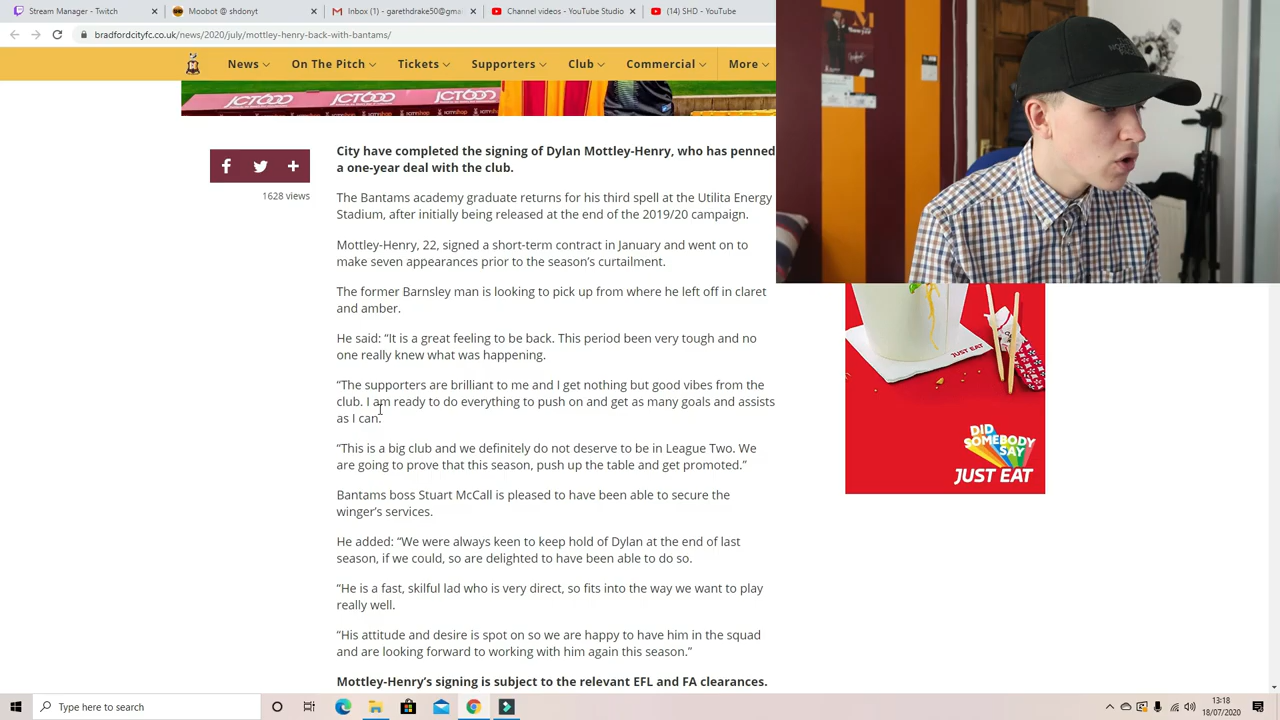 Stream Manager - Twitch
Moobot @ shdonyt
Inbox (1) - garethdrake50@gma
Channel videos - YouTube Studio
(14) SHD - YouTube
bradfordcityfc.co.uk/news/2020/july/mottley-henry-back-with-bantams/
News On The Pitch Tickets Supporters Club Commercial More
City have completed the signing of Dylan Mottley-Henry, who has penned
a one-year deal with the club.
1628 views
The Bantams academy graduate returns for his third spell at the Utilita Energy
Stadium, after initially being released at the end of the 2019/20 campaign.
Mottley-Henry, 22, signed a short-term contract in January and went on to
make seven appearances prior to the season's curtailment.
The former Barnsley man is looking to pick up from where he left off in claret
and amber.
He said: “It is a great feeling to be back. This period been very tough and no
one really knew what was happening.
“The supporters are brilliant to me and I get nothing but good vibes from the
club. I am ready to do everything to push on and get as many goals and assists
as I can.
“This is a big club and we definitely do not deserve to be in League Two. We
are going to prove that this season, push up the table and get promoted.”
Bantams boss Stuart McCall is pleased to have been able to secure the
winger's services.
He added: “We were always keen to keep hold of Dylan at the end of last
season, if we could, so are delighted to have been able to do so.
“He is a fast, skilful lad who is very direct, so fits into the way we want to play
really well.
“His attitude and desire is spot on so we are happy to have him in the squad
and are looking forward to working with him again this season.”
Mottley-Henry's signing is subject to the relevant EFL and FA clearances.
JUST EAT
DID
SOMEBODY
SAY
JUST EAT
Type here to search
13:18
18/07/2020